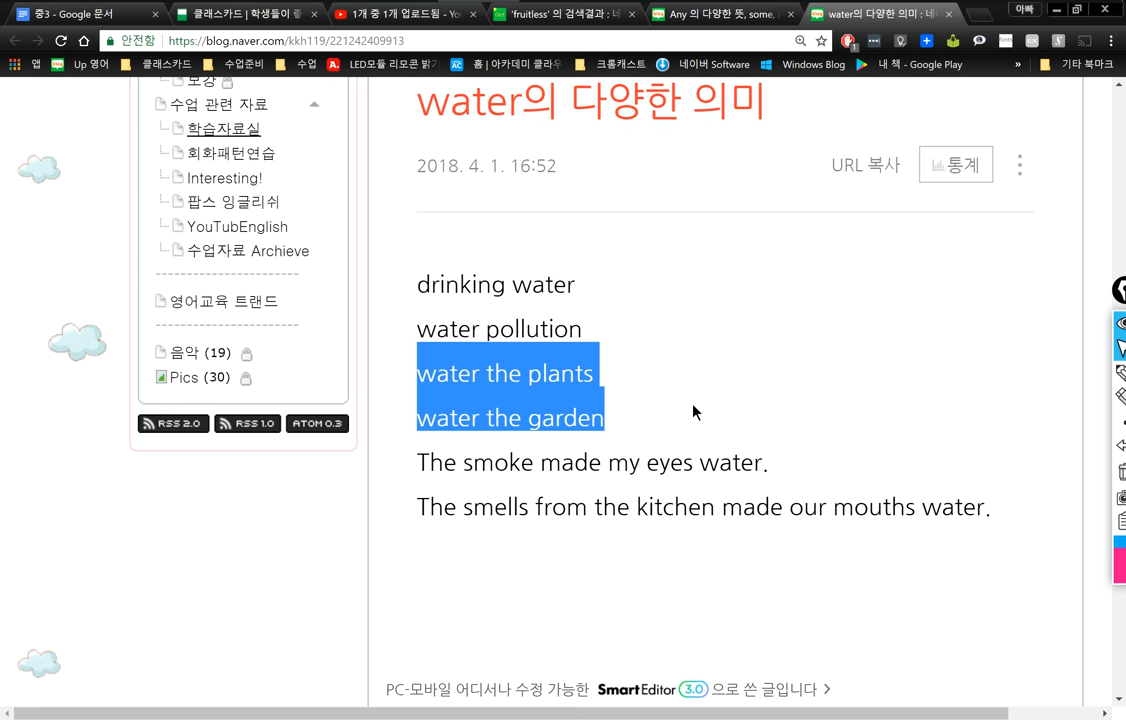 중3 - Google 문서
클래스카드 | 학생들이 좋
1개 중 1개 업로드됨 - Yo
'fruitless' 의 검색결과 : 네
Any 의 다양한 뜻, some,
water의 다양한 의미 : 네
아빠
안전함
https://blog.naver.com/kkh119/221242409913
앱
Up 영어
클래스카드
수업준비
수업
LED모듈 리모콘 밝기
홈 | 아카데미 클라우
크롬캐스트
네이버 Software
Windows Blog
내 책 - Google Play
»
기타 북마크
모강
수업 관련 자료
학습자료실
회화패턴연습
Interesting!
팝스 잉글리쉬
YouTubEnglish
수업자료 Archieve
영어교육 트랜드
음악 (19)
Pics (30)
RSS 2.0
RSS 1.0
ATOM 0.3
water의 다양한 의미
2018. 4. 1. 16:52
URL 복사
통계
drinking water
water pollution
water the plants
water the garden
The smoke made my eyes water.
The smells from the kitchen made our mouths water.
PC-모바일 어디서나 수정 가능한 SmartEditor 3.0 으로 쓴 글입니다 >